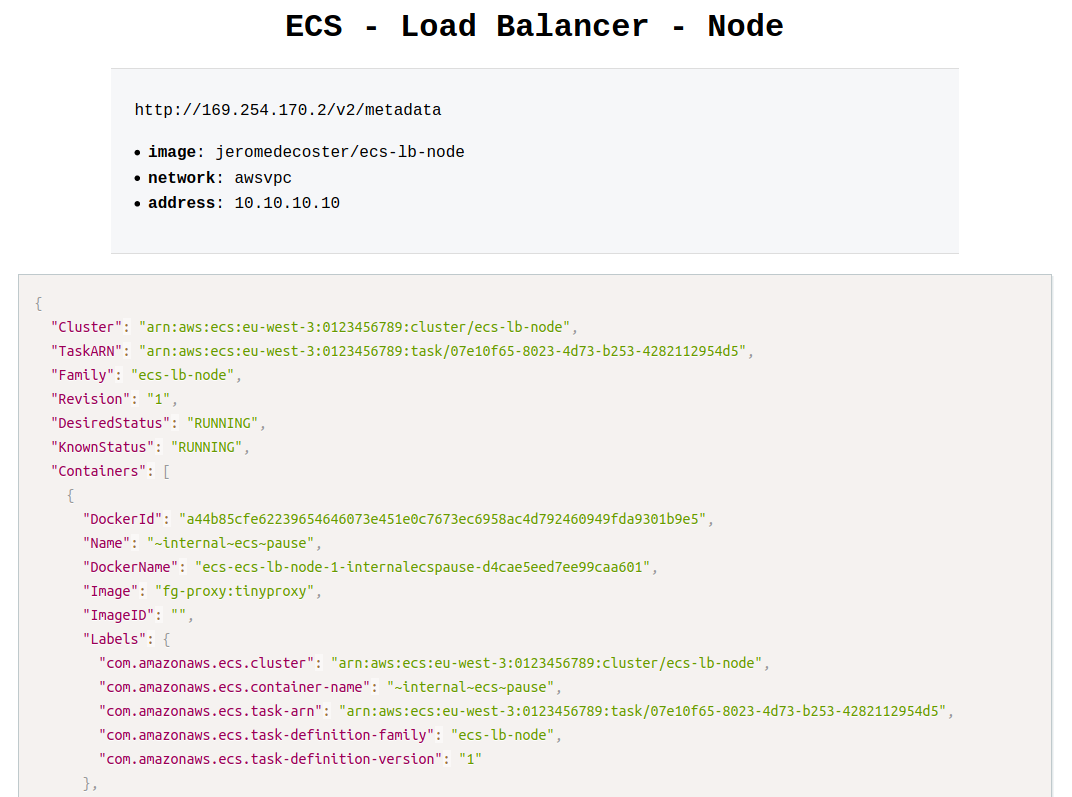 ECS - Load Balancer - Node
http://169.254.170.2/v2/metadata
• image: jeromedecoster/ecs-lb-node
• network: awsvpc
• address: 10.10.10.10
{
"Cluster": "arn:aws:ecs:eu-west-3:0123456789:cluster/ecs-lb-node",
"TaskARN": "arn:aws:ecs:eu-west-3:0123456789:task/07e10f65-8023-4d73-b253-4282112954d5",
"Family": "ecs-lb-node",
"Revision": "1",
"DesiredStatus": "RUNNING",
"KnownStatus": "RUNNING",
"Containers": [
{
"DockerId": "a44b85cfe62239654646073e451e0c7673ec6958ac4d792460949fda9301b9e5",
"Name": "~internal~ecs~pause",
"DockerName": "ecs-ecs-lb-node-1-internalecspause-d4cae5eed7ee99caa601",
"Image": "fg-proxy:tinyproxy",
"ImageID": "",
"Labels": {
"com.amazonaws.ecs.cluster": "arn:aws:ecs:eu-west-3:0123456789:cluster/ecs-lb-node",
"com.amazonaws.ecs.container-name": "~internal~ecs~pause",
"com.amazonaws.ecs.task-arn": "arn:aws:ecs:eu-west-3:0123456789:task/07e10f65-8023-4d73-b253-4282112954d5",
"com.amazonaws.ecs.task-definition-family": "ecs-lb-node",
"com.amazonaws.ecs.task-definition-version": "1"
},